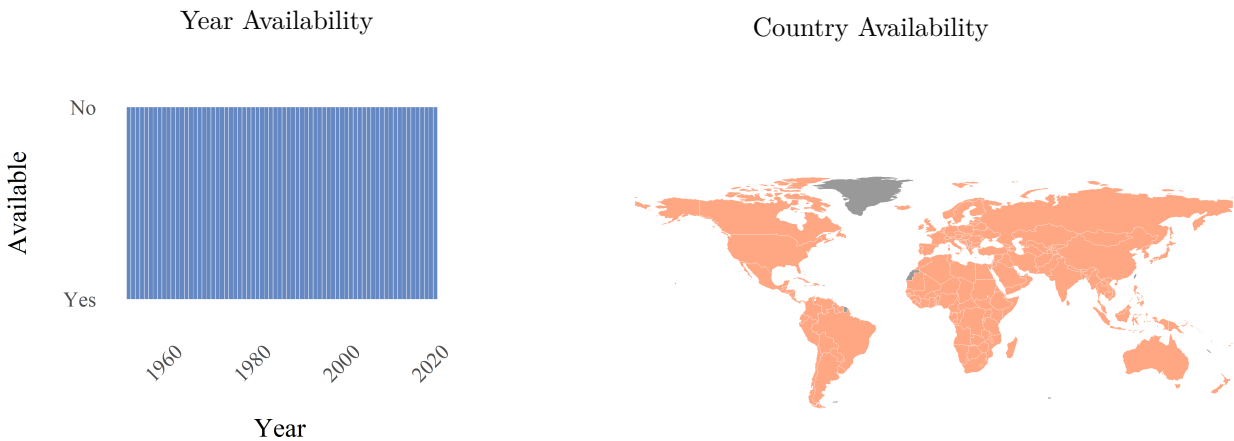 Year Availability
Country Availability
No
Available
Yes
1960
1980
2000
2020
Year